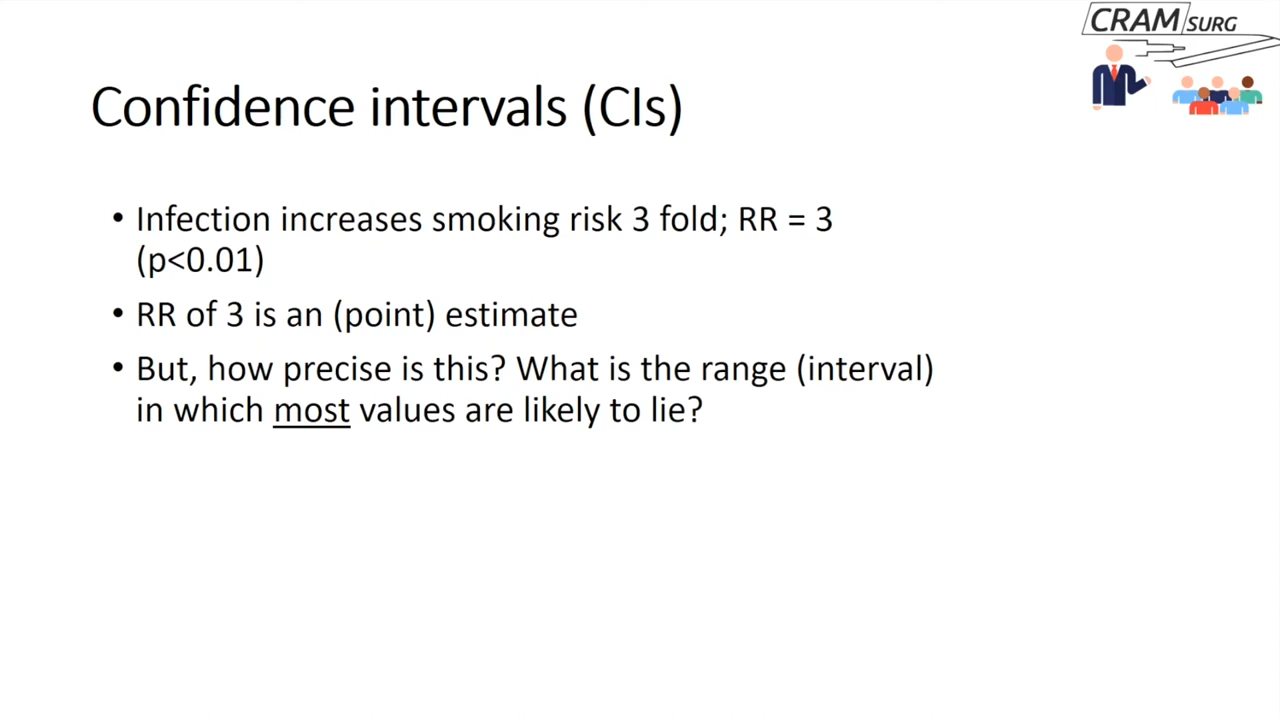 CRAM SURG
Confidence intervals (CIs)
• Infection increases smoking risk 3 fold; RR = 3
(p<0.01)
• RR of 3 is an (point) estimate
• But, how precise is this? What is the range (interval)
in which most values are likely to lie?